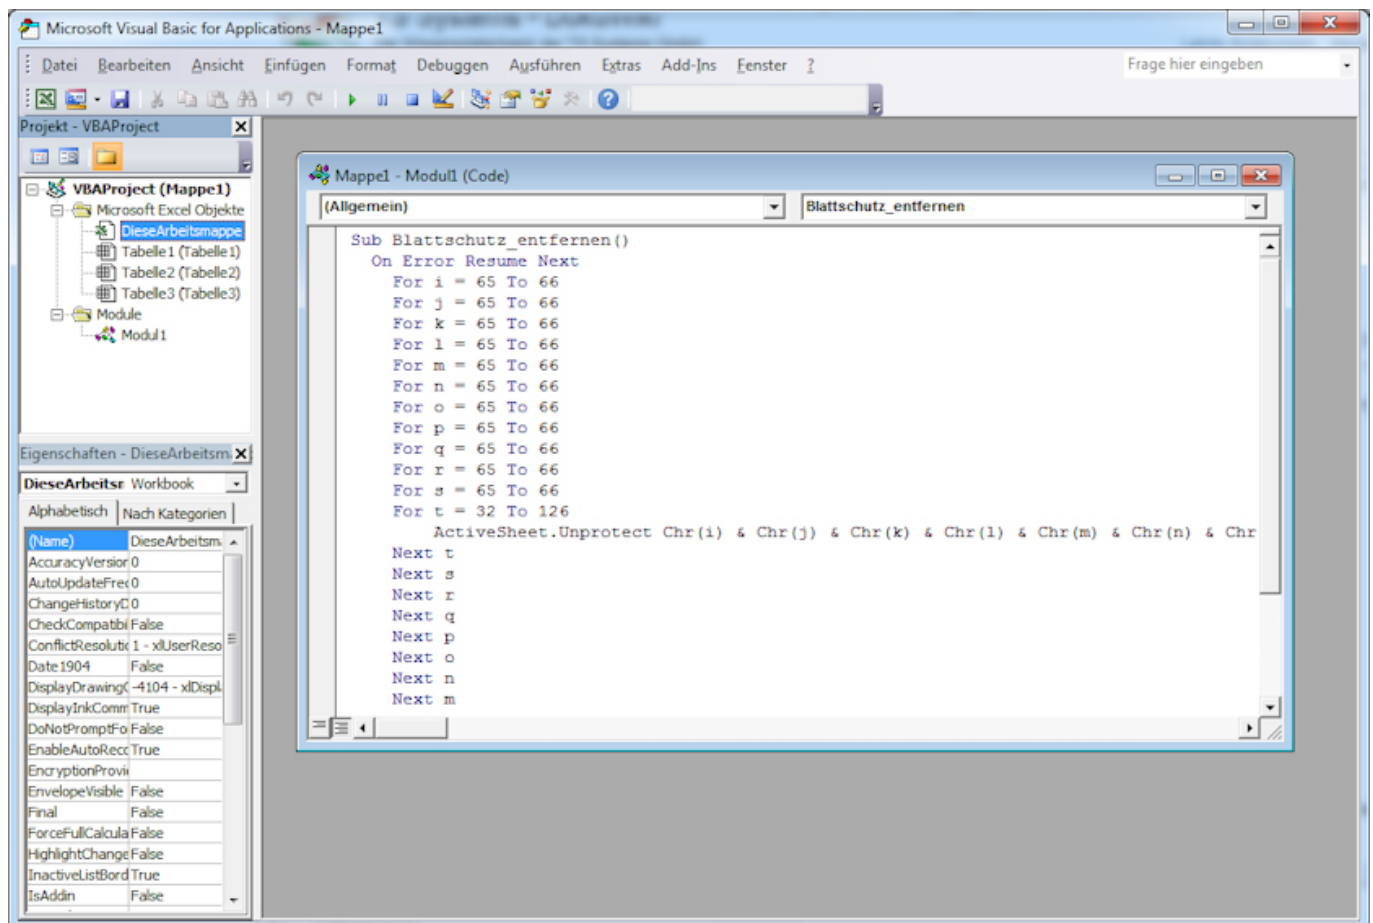 Microsoft Visual Basic for Applications - Mappe1
Datei Bearbeiten Ansicht Einfügen Format Debuggen Ausführen Extras Add-Ins Fenster ?
Frage hier eingeben
Projekt - VBAProject
VBAProject (Mappe1)
Microsoft Excel Objekte
DieseArbeitsmappe
Tabelle1 (Tabelle1)
Tabelle2 (Tabelle2)
Tabelle3 (Tabelle3)
Module
Modul1
Eigenschaften - DieseArbeitsm
DieseArbeitsr Workbook
Alphabetisch Nach Kategorien
(Name) DieseArbeitsm
AccuracyVersior 0
AutoUpdateFrec 0
ChangeHistoryD 0
CheckCompatibi False
ConflictResolutic 1 - xlUserReso
Date1904 False
DisplayDrawingC -4104 - xlDispl
DisplayInkComm True
DoNotPromptFo False
EnableAutoRecc True
EncryptionProvi
EnvelopeVisible False
Final False
ForceFullCalcula False
HighlightChange False
InactiveListBord True
IsAddin False
Mappe1 - Modul1 (Code)
(Allgemein) Blattschutz_entfernen
Sub Blattschutz_entfernen()
On Error Resume Next
For i = 65 To 66
For j = 65 To 66
For k = 65 To 66
For l = 65 To 66
For m = 65 To 66
For n = 65 To 66
For o = 65 To 66
For p = 65 To 66
For q = 65 To 66
For r = 65 To 66
For s = 65 To 66
For t = 32 To 126
ActiveSheet.Unprotect Chr(i) & Chr(j) & Chr(k) & Chr(l) & Chr(m) & Chr(n) & Chr
Next t
Next s
Next r
Next q
Next p
Next o
Next n
Next m